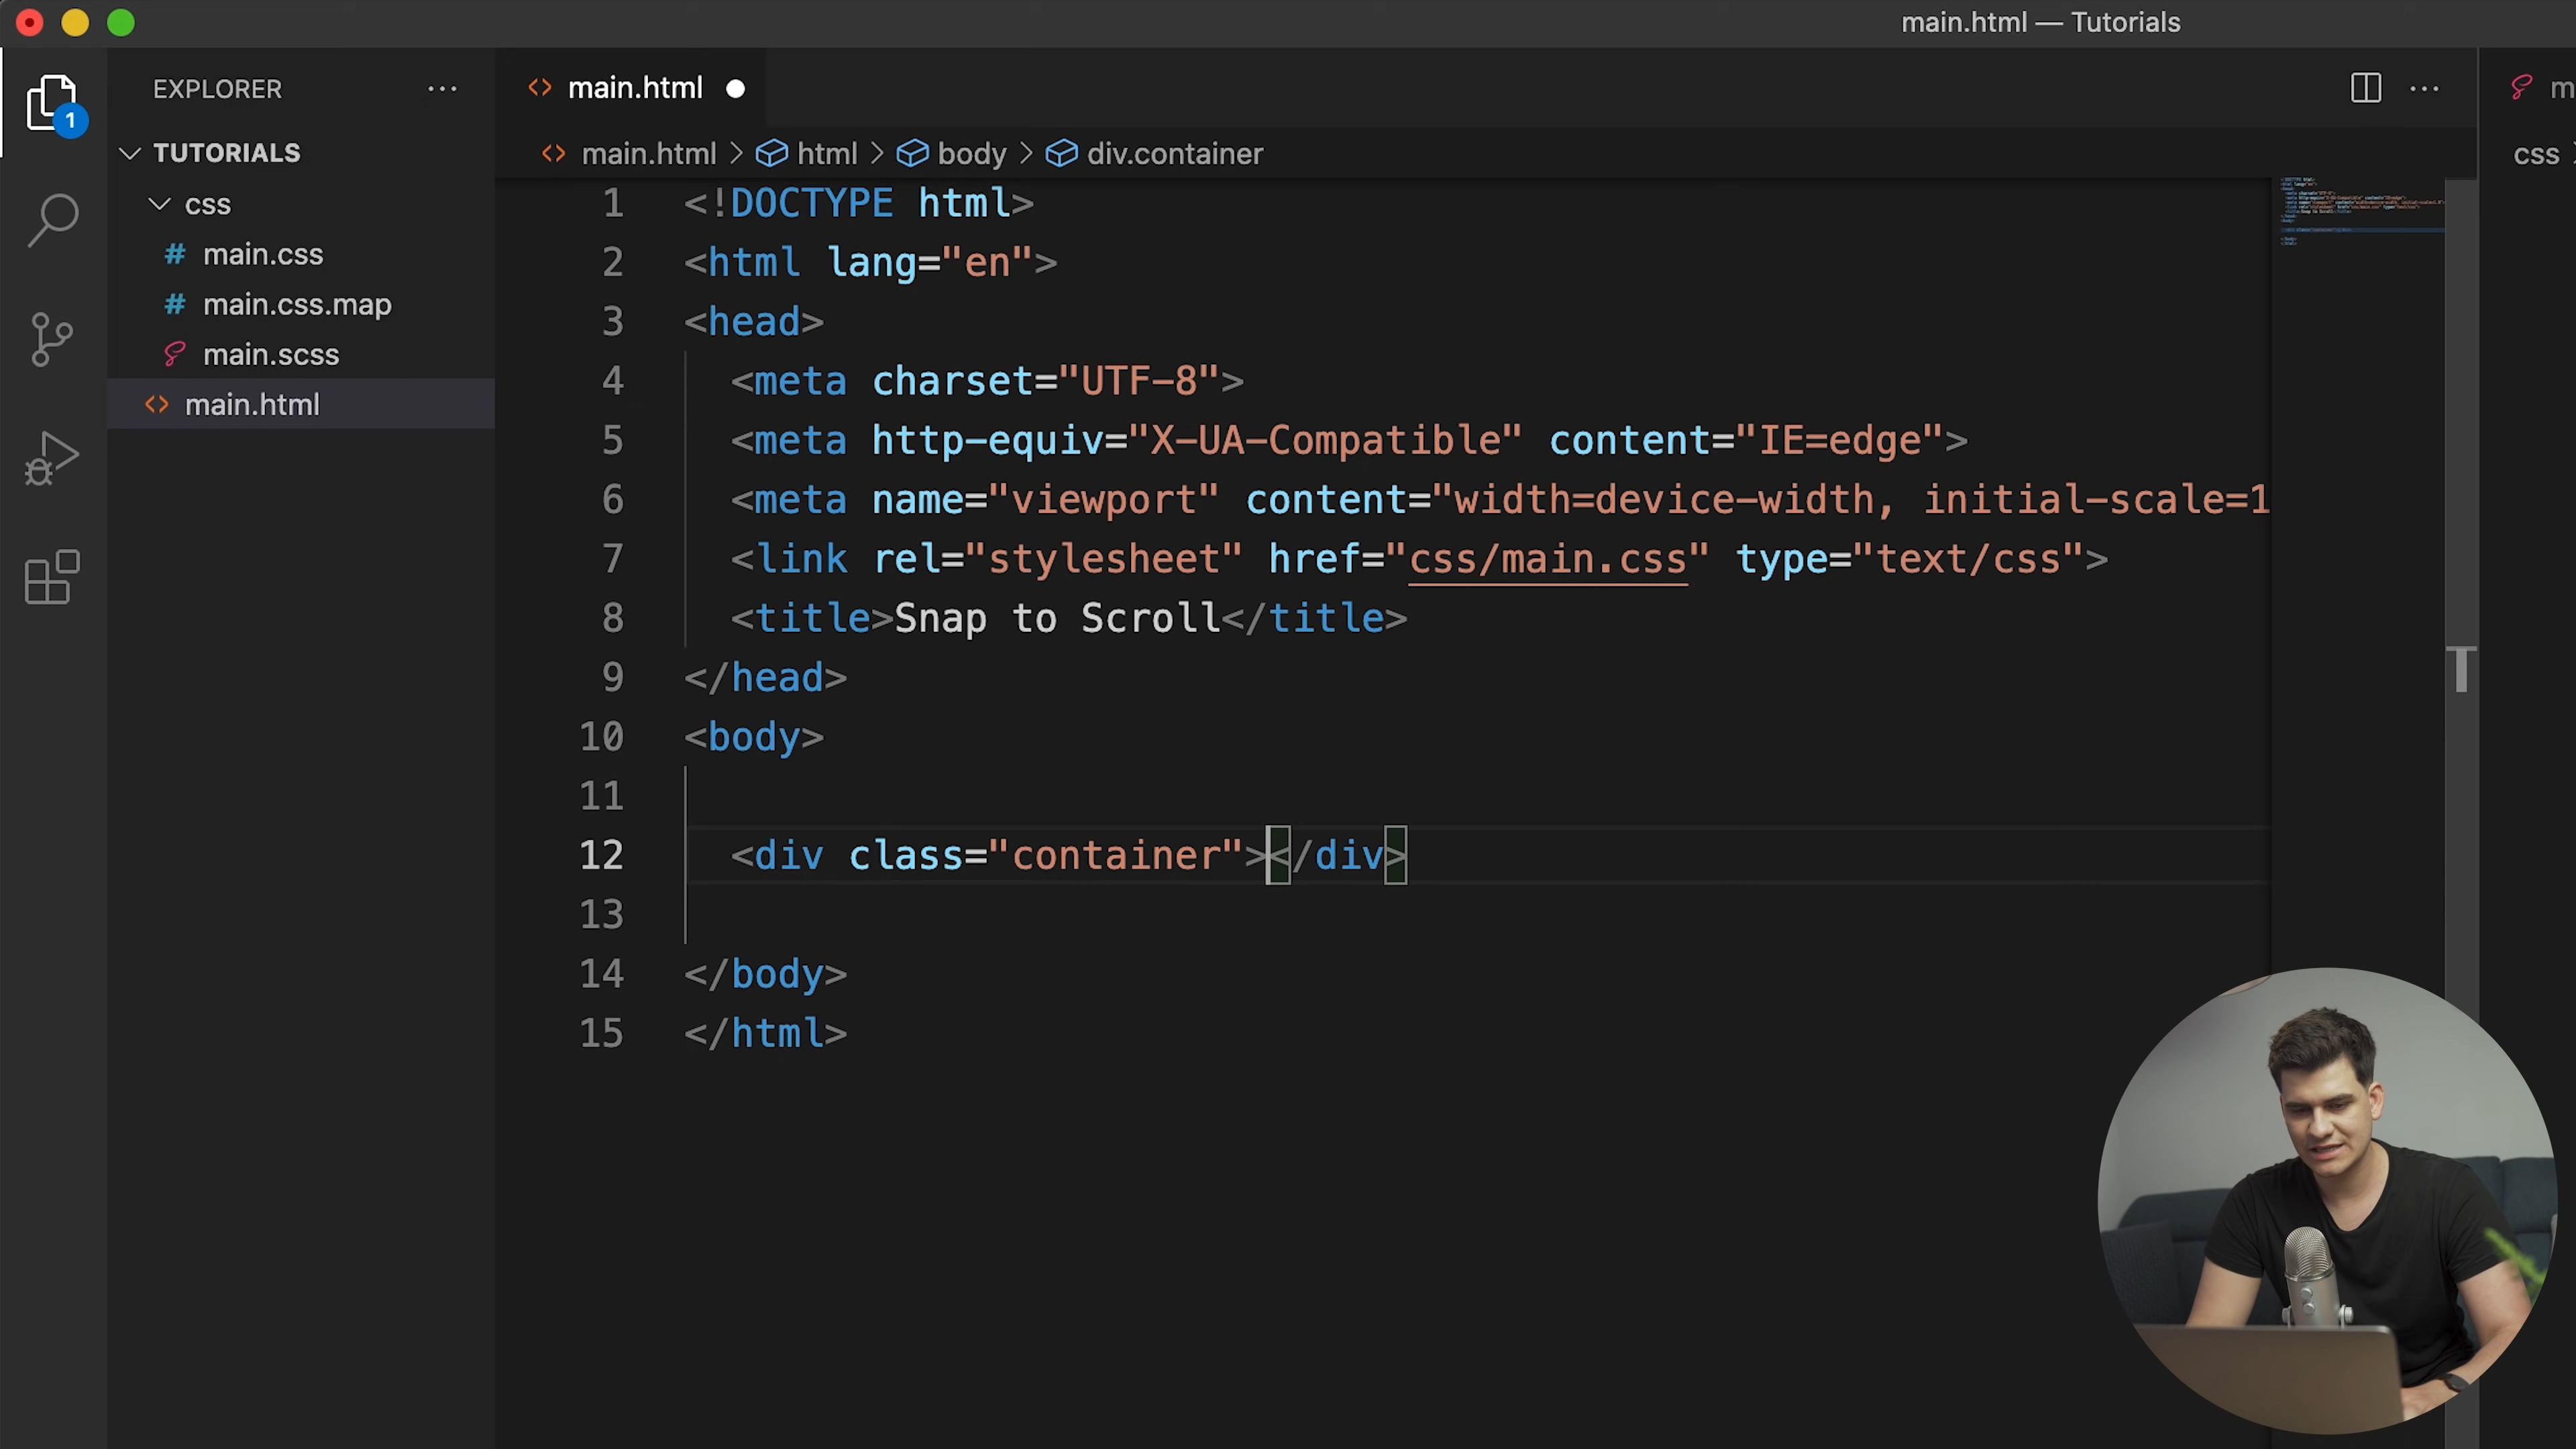 main.html — Tutorials
EXPLORER
main.html
m
1
TUTORIALS
main.html > html > body > div.container
css
css
main.css
main.css.map
main.scss
main.html
1 <!DOCTYPE html>
2 <html lang="en">
3 <head>
4 <meta charset="UTF-8">
5 <meta http-equiv="X-UA-Compatible" content="IE=edge">
6 <meta name="viewport" content="width=device-width, initial-scale=1
7 <link rel="stylesheet" href="css/main.css" type="text/css">
8 <title>Snap to Scroll</title>
9 </head>
10 <body>
11
12 <div class="container"></div>
13
14 </body>
15 </html>